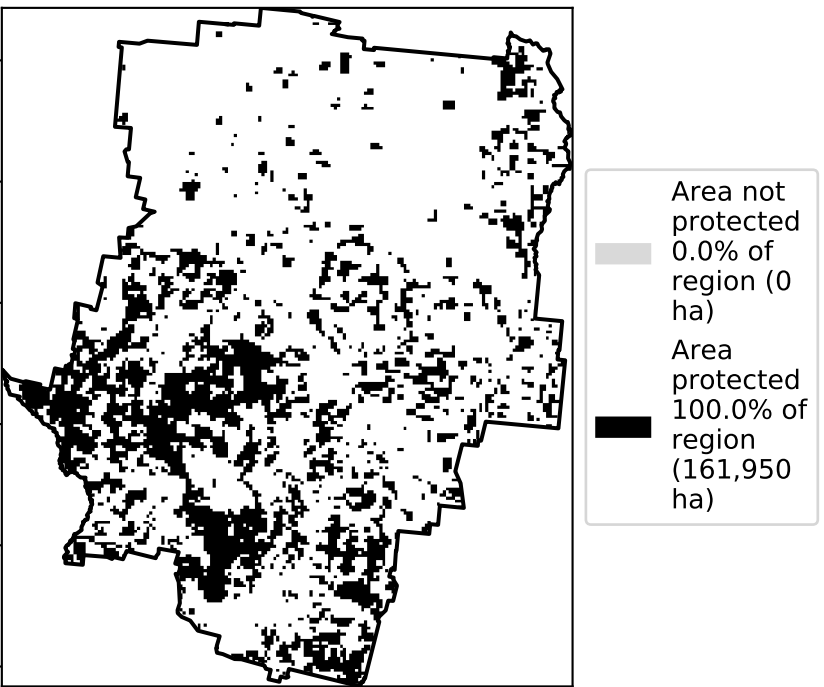 Area not
protected
0.0% of
region (0
ha)
Area
protected
100.0% of
region
(161,950
ha)